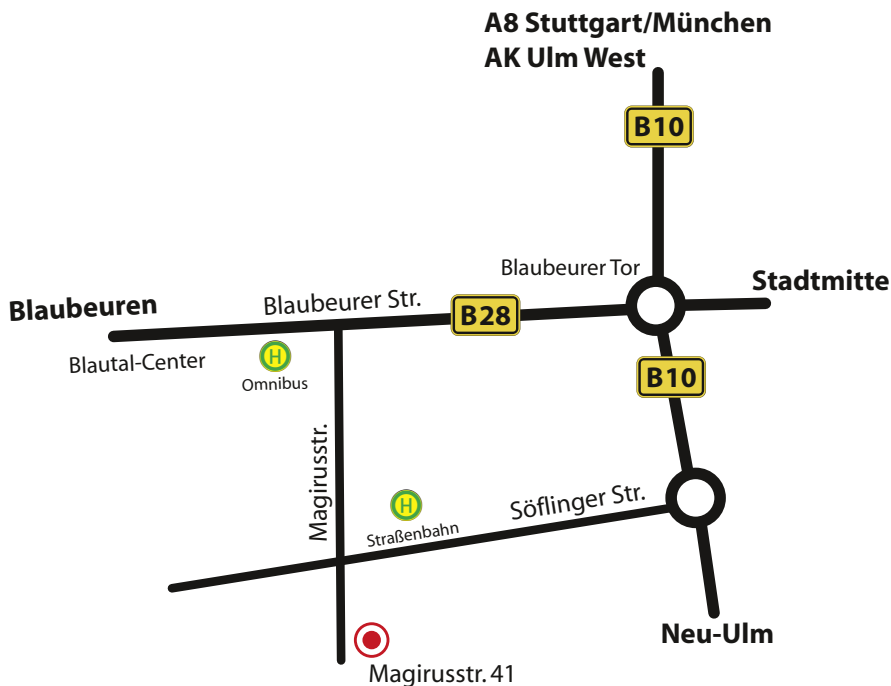 A8 Stuttgart/München
AK Ulm West
B10
Blaubeurer Tor
Stadtmitte
Blaubeuren
Blaubeurer Str.
B28
Blautal-Center
H
Omnibus
B10
Magirusstr.
H
Straßenbahn
Söflinger Str.
Neu-Ulm
Magirusstr. 41